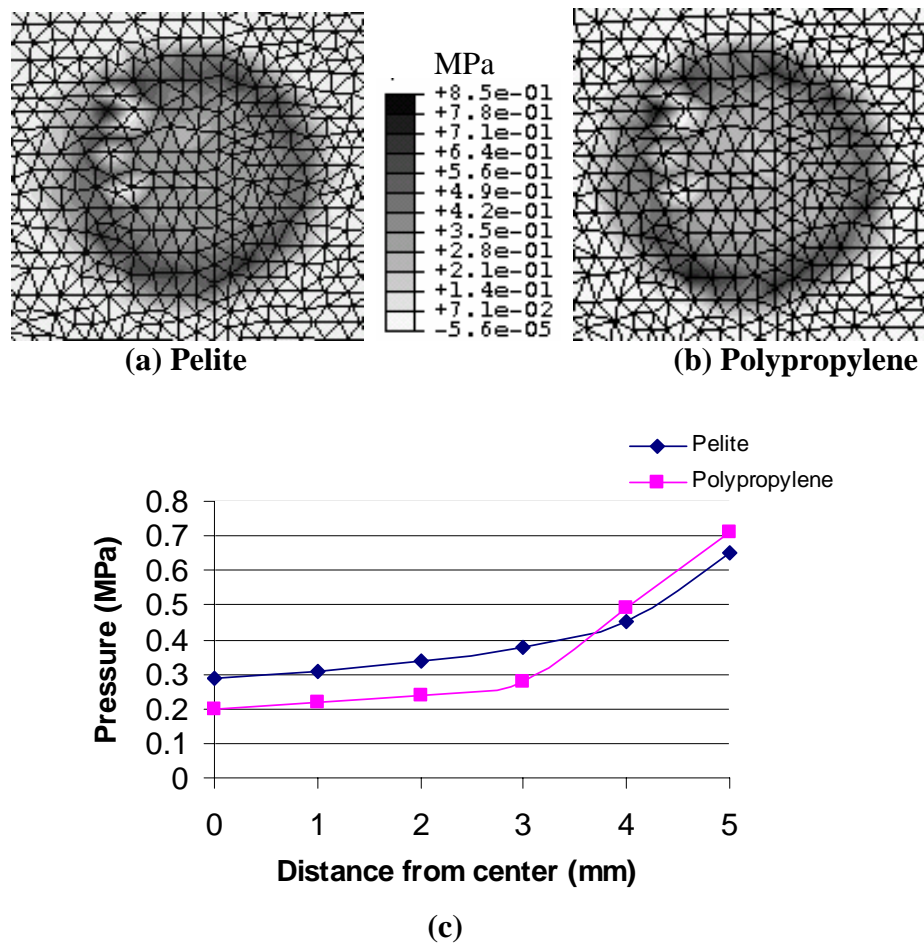 MPa
+8.5e-01
+7.8e-01
+7.1e-01
+6.4e-01
+5.6e-01
+4.9e-01
+4.2e-01
+3.5e-01
+2.8e-01
+2.1e-01
+1.4e-01
+7.1e-02
-5.6e-05
(a) Pelite
(b) Polypropylene
Pelite
Polypropylene
Pressure (MPa)
0.8
0.7
0.6
0.5
0.4
0.3
0.2
0.1
0
0 1 2 3 4 5
Distance from center (mm)
(c)